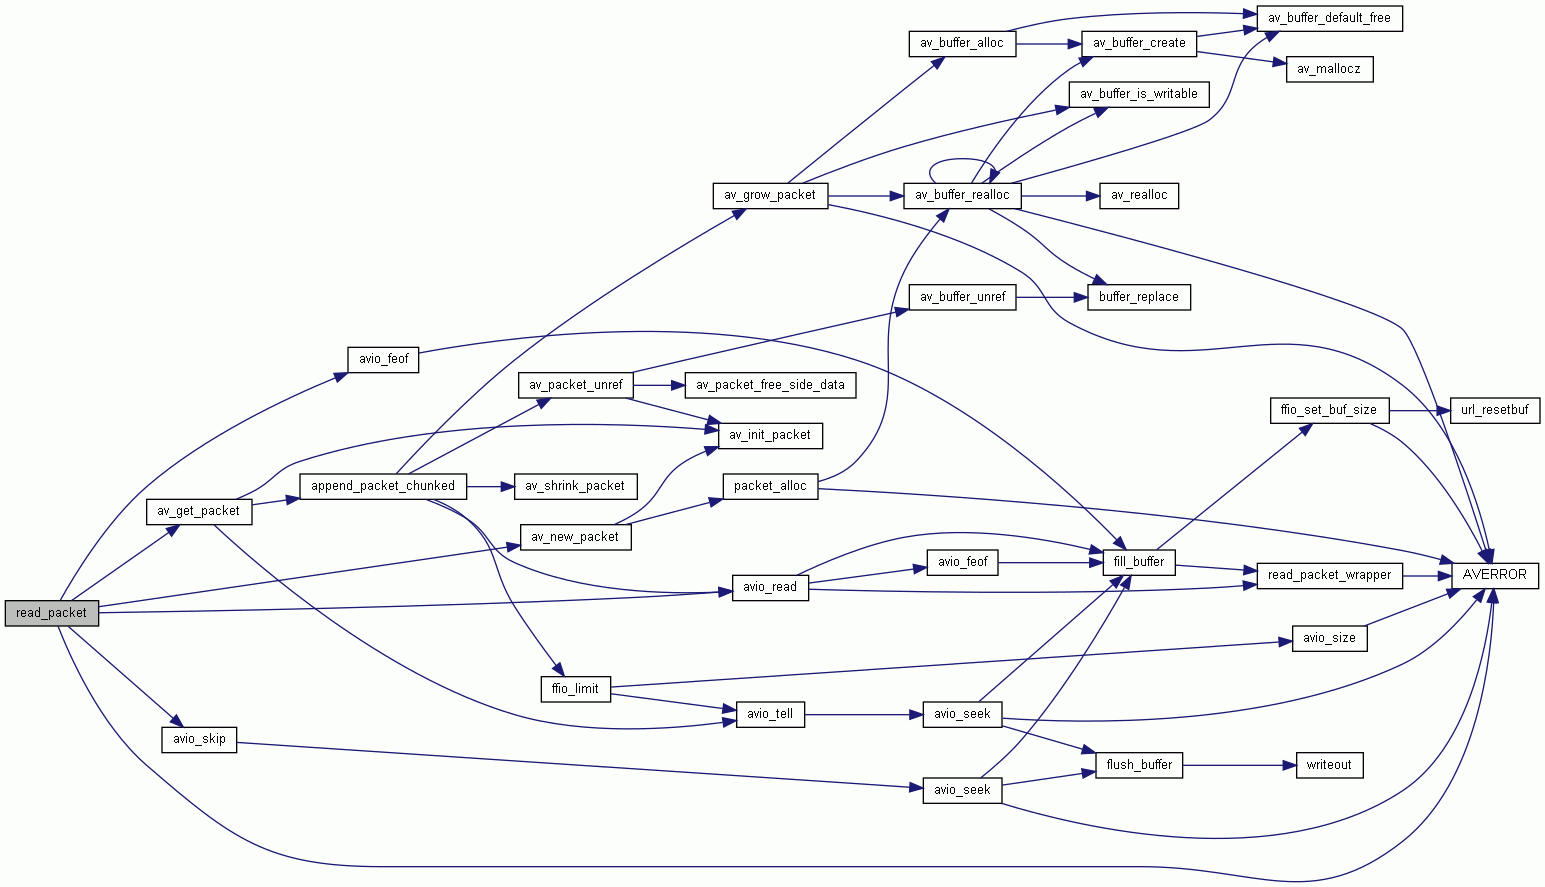 av_buffer_default_free
av_buffer_alloc
av_buffer_create
av_mallocz
av_buffer_is_writable
av_grow_packet
av_buffer_realloc
av_realloc
av_buffer_unref
buffer_replace
avio_feof
av_packet_unref
av_packet_free_side_data
ffio_set_buf_size
url_resetbuf
av_init_packet
append_packet_chunked
av_shrink_packet
packet_alloc
av_get_packet
av_new_packet
avio_feof
fill_buffer
read_packet_wrapper
AVERROR
avio_read
read_packet
avio_size
ffio_limit
avio_tell
avio_seek
avio_skip
flush_buffer
writeout
avio_seek